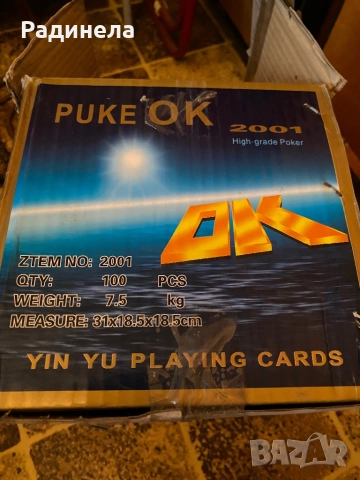 Радинела
PUKE OK
2001
High-grade Poker
OK
ZTEM NO: 2001
QTY: 100 PCS
WEIGHT: 7.5 kg
MEASURE: 31x18.5x18.5cm
YIN YU PLAYING CARDS
BAZAR